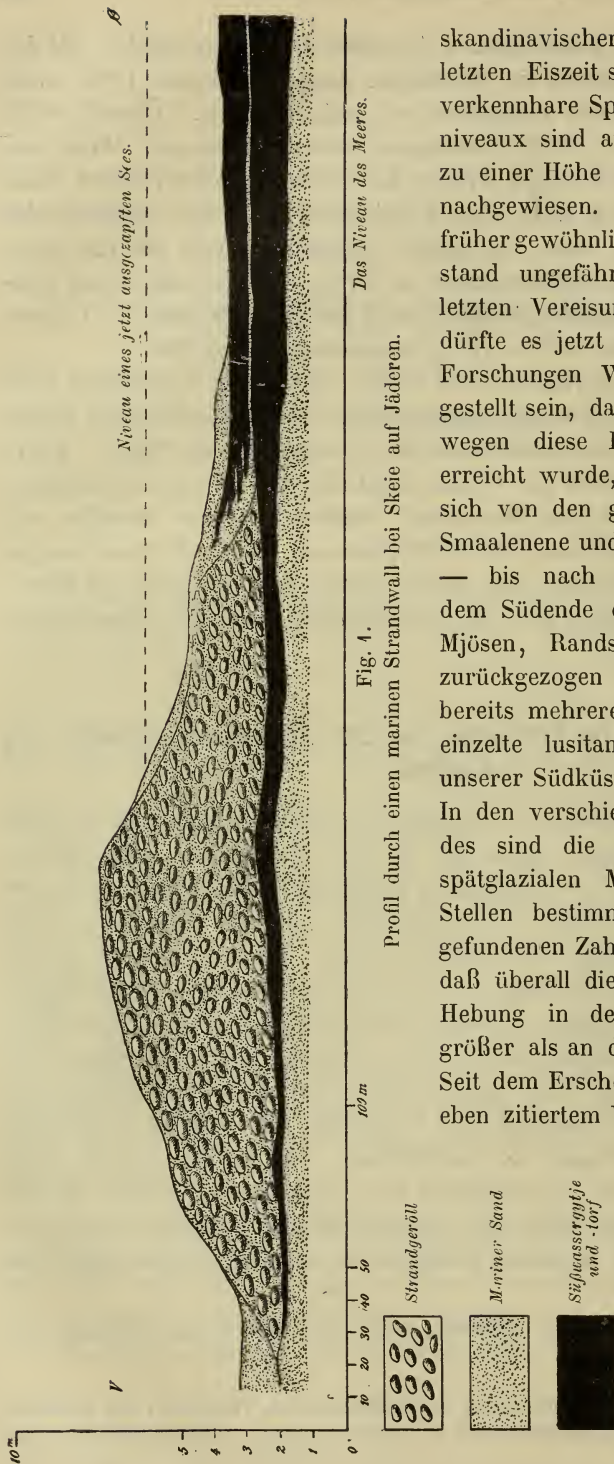 V
Ø
Niveau eines jetzt ausgezapften Sees.
Das Niveau des Meeres.
10 m
5
4
3
2
1
0
10 20 30 40 50 100 m
Fig. 1.
Profil durch einen marinen Strandwall bei Skeie auf Jäderen.
Strandgeröll
Mariner Sand
Süßwassergytje
und -torf
skandinavischen
letzten Eiszeit s
verkennhare Sp
niveaux sind a
zu einer Höhe
nachgewiesen.
früher gewöhnli
stand ungefähr
letzten Vereisu
dürfte es jetzt
Forschungen V
gestellt sein, da
wegen diese
erreicht wurde,
sich von den g
Smaalenene und
— bis nach
dem Südende
Mjösen, Rands
zurückgezogen
bereits mehrere
einzelte lusitan
unserer Südküs
In den verschie
des sind die
spätglazialen M
Stellen bestimm
gefundenen Zah
daß überall die
Hebung in de
größer als an
Seit dem Ersche
eben zitiertem